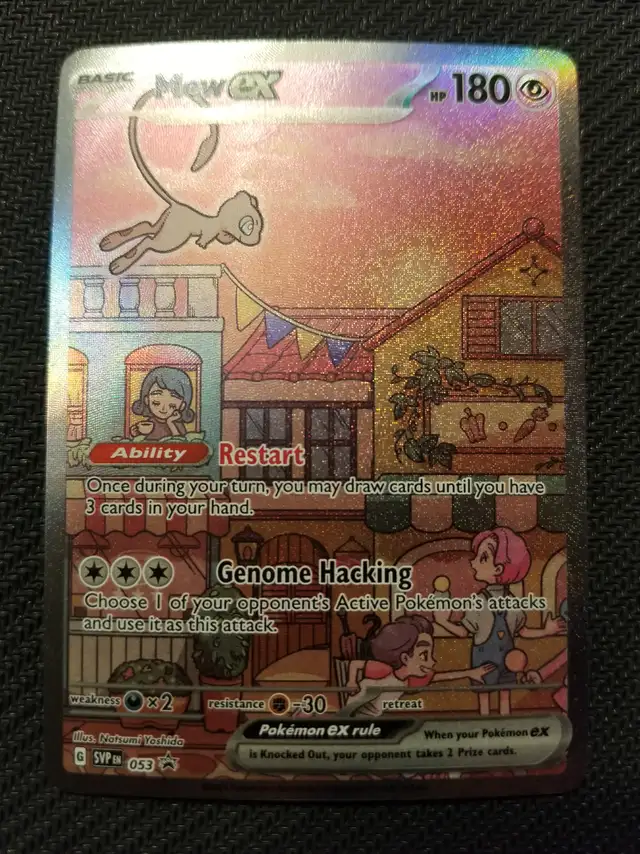 BASIC Mew ex HP 180
Ability Restart
Once during your turn, you may draw cards until you have
3 cards in your hand.
Genome Hacking
Choose 1 of your opponent's Active Pokémon's attacks
and use it as this attack.
weakness ×2 resistance -30 retreat
Illus. Natsumi Yoshida
Pokémon ex rule When your Pokémon ex
is Knocked Out, your opponent takes 2 Prize cards.
G SVP EN 053